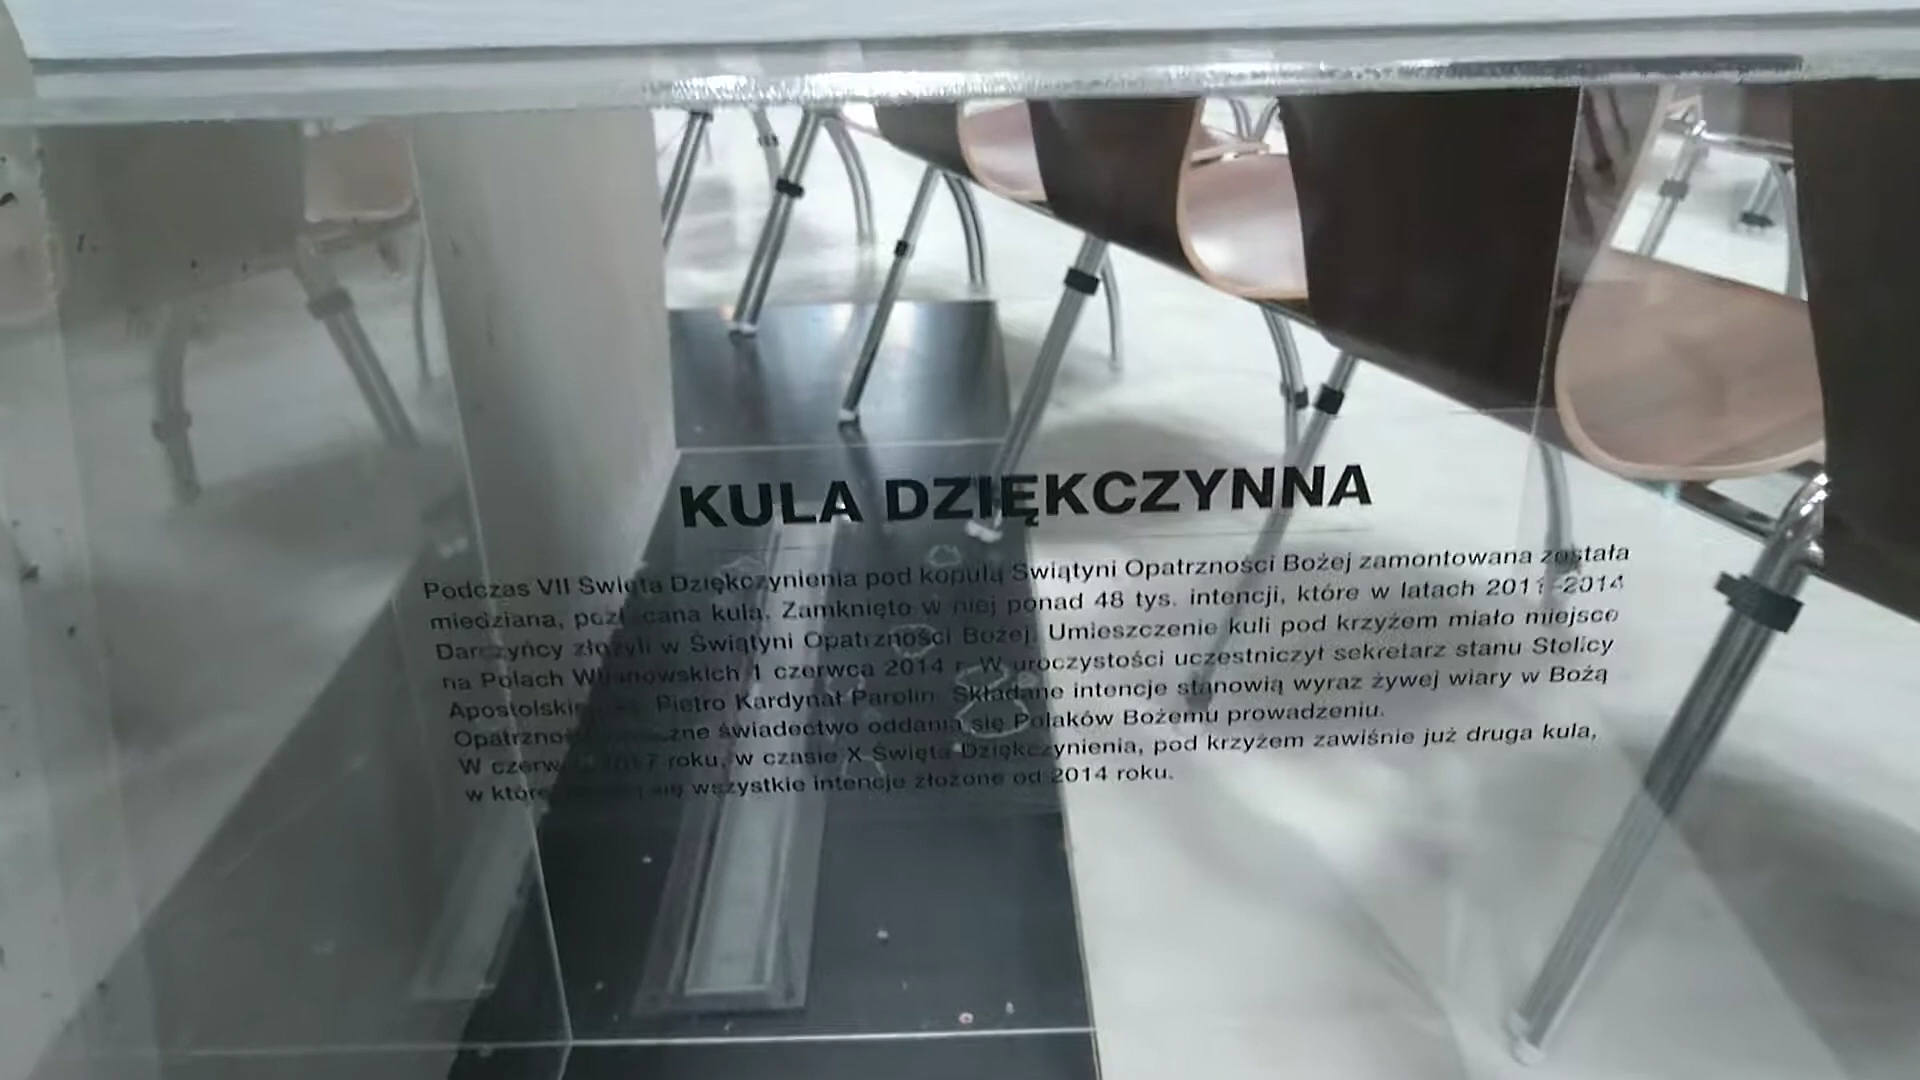 KULA DZIĘKCZYNNA
Podczas VII Święta Dziękczynienia pod kopułą Świątyni Opatrzności Bożej zamontowana została
miedziana, pozłacana kula. Zamknięto w niej ponad 48 tys. intencji, które w latach 2011-2014
Darczyńcy złożyli w Świątyni Opatrzności Bożej. Umieszczenie kuli pod krzyżem miało miejsce
na Polach Wilanowskich 1 czerwca 2014 r. W uroczystości uczestniczył sekretarz stanu Stolicy
Apostolskiej Pietro Kardynał Parolin. Składane intencje stanowią wyraz żywej wiary w Bożą
świadectwo oddania się Polaków Bożemu prowadzeniu.
W roku, w czasie X Święta Dziękczynienia, pod krzyżem zawiśnie już druga kula,
w wszystkie intencje złożone od 2014 roku.